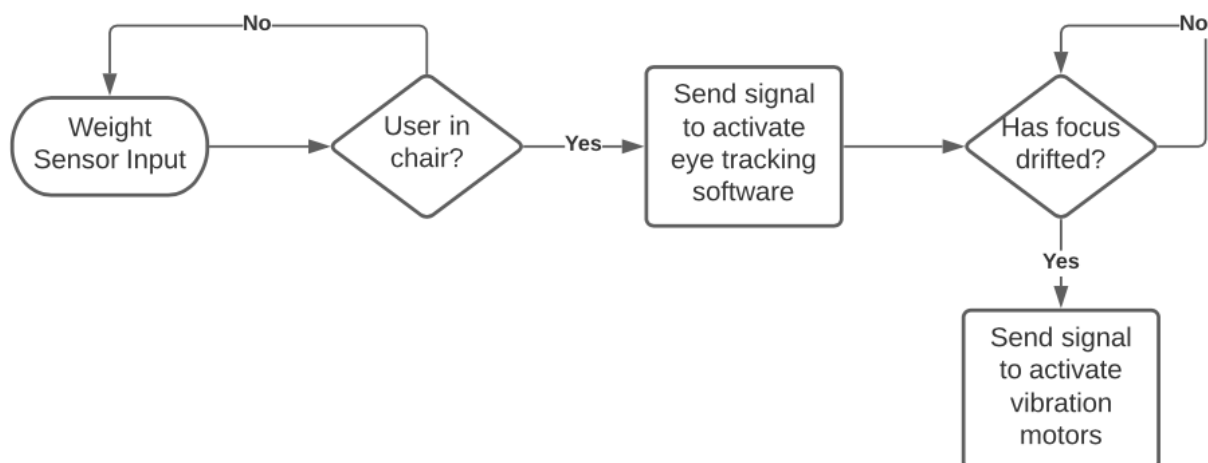 No
No
Weight
Sensor Input
User in
chair?
Yes
Send signal
to activate
eye tracking
software
Has focus
drifted?
Yes
Send signal
to activate
vibration
motors